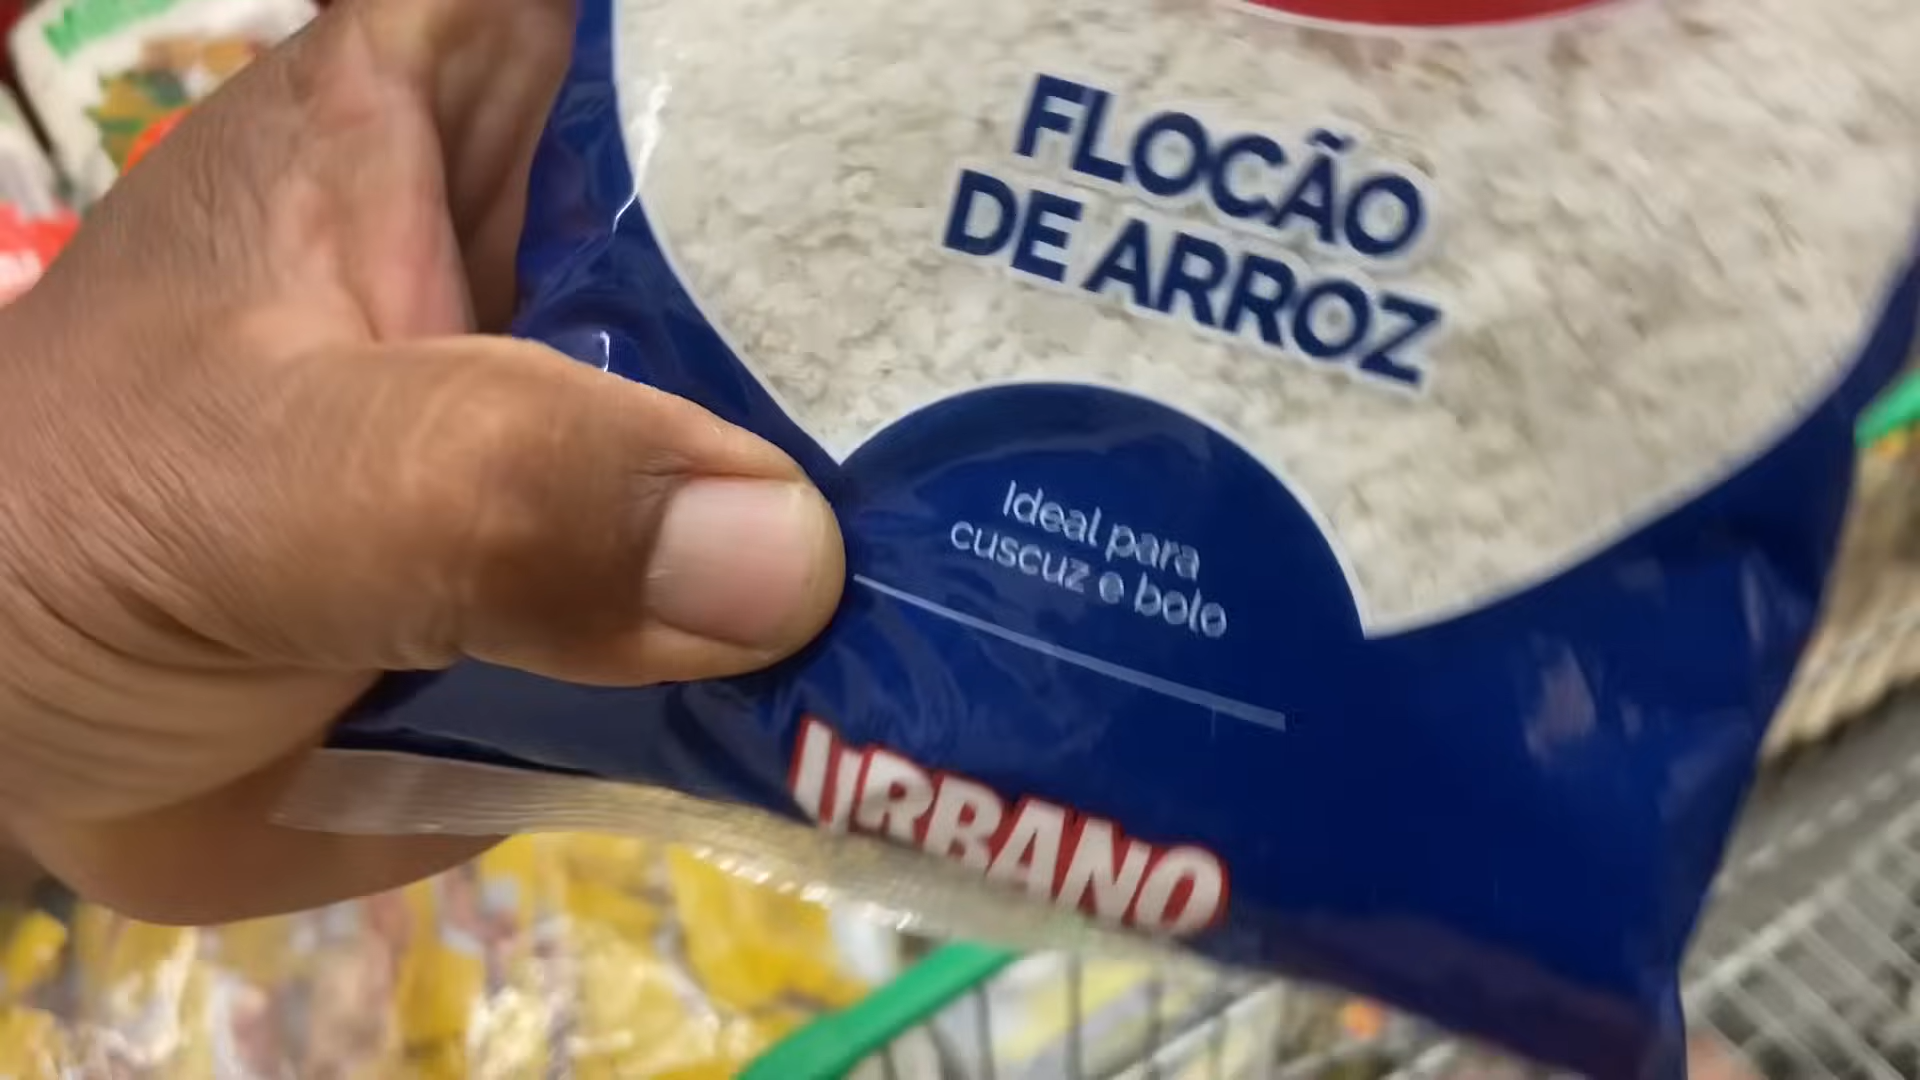 FLOCÃO
DE ARROZ
Ideal para
cuscuz e bolo
URBANO